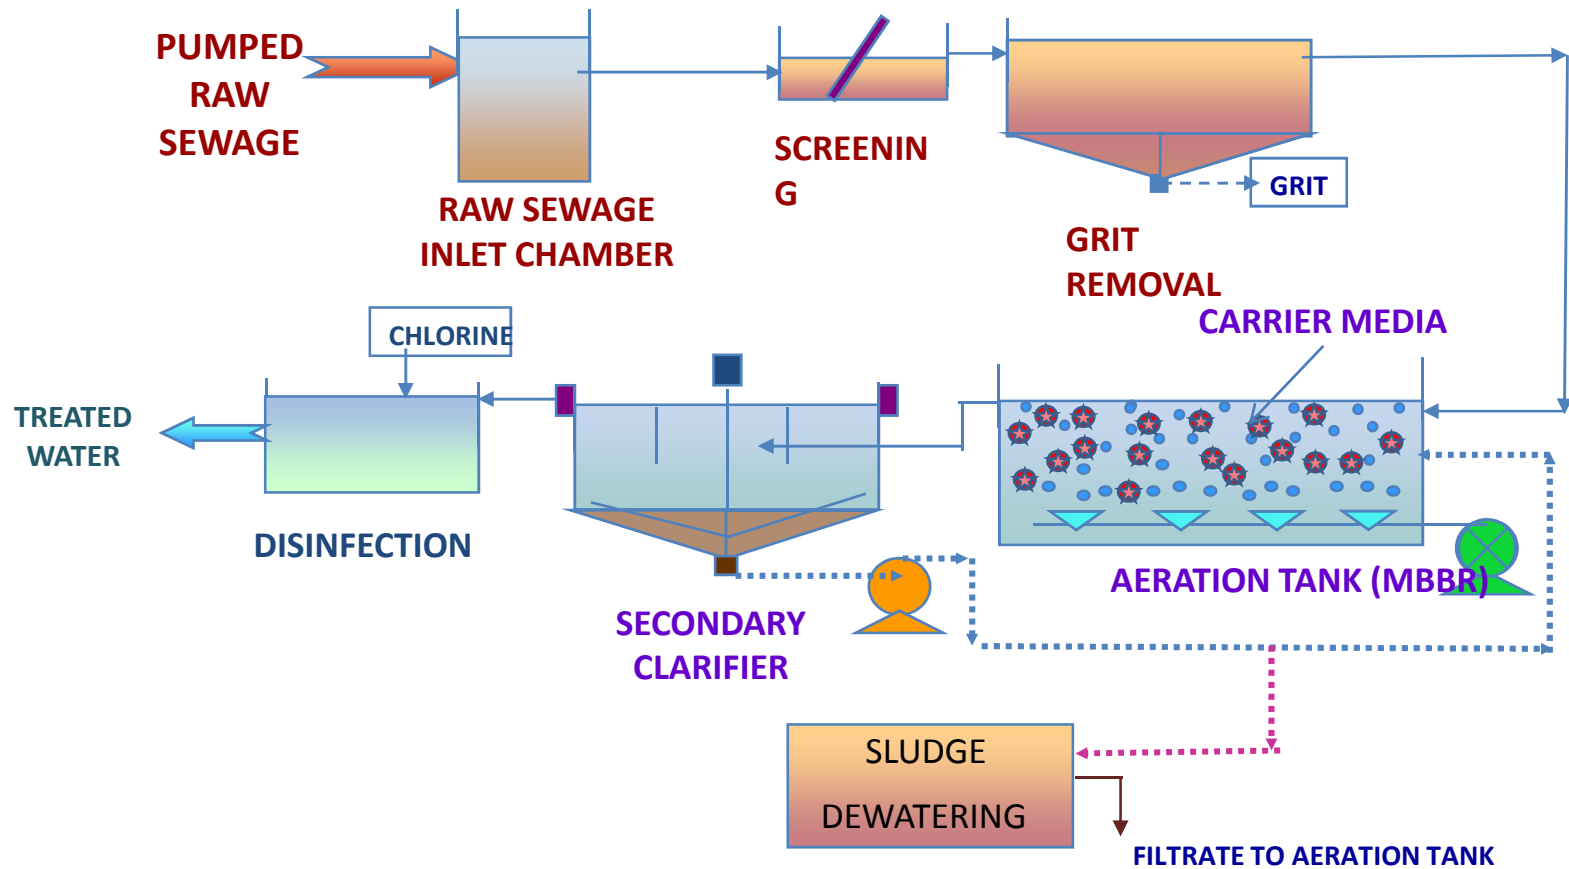 PUMPED
RAW
SEWAGE
RAW SEWAGE
INLET CHAMBER
SCREENIN
G
GRIT
GRIT
REMOVAL
CARRIER MEDIA
CHLORINE
TREATED
WATER
DISINFECTION
AERATION TANK (MBBR)
SECONDARY
CLARIFIER
SLUDGE
DEWATERING
FILTRATE TO AERATION TANK